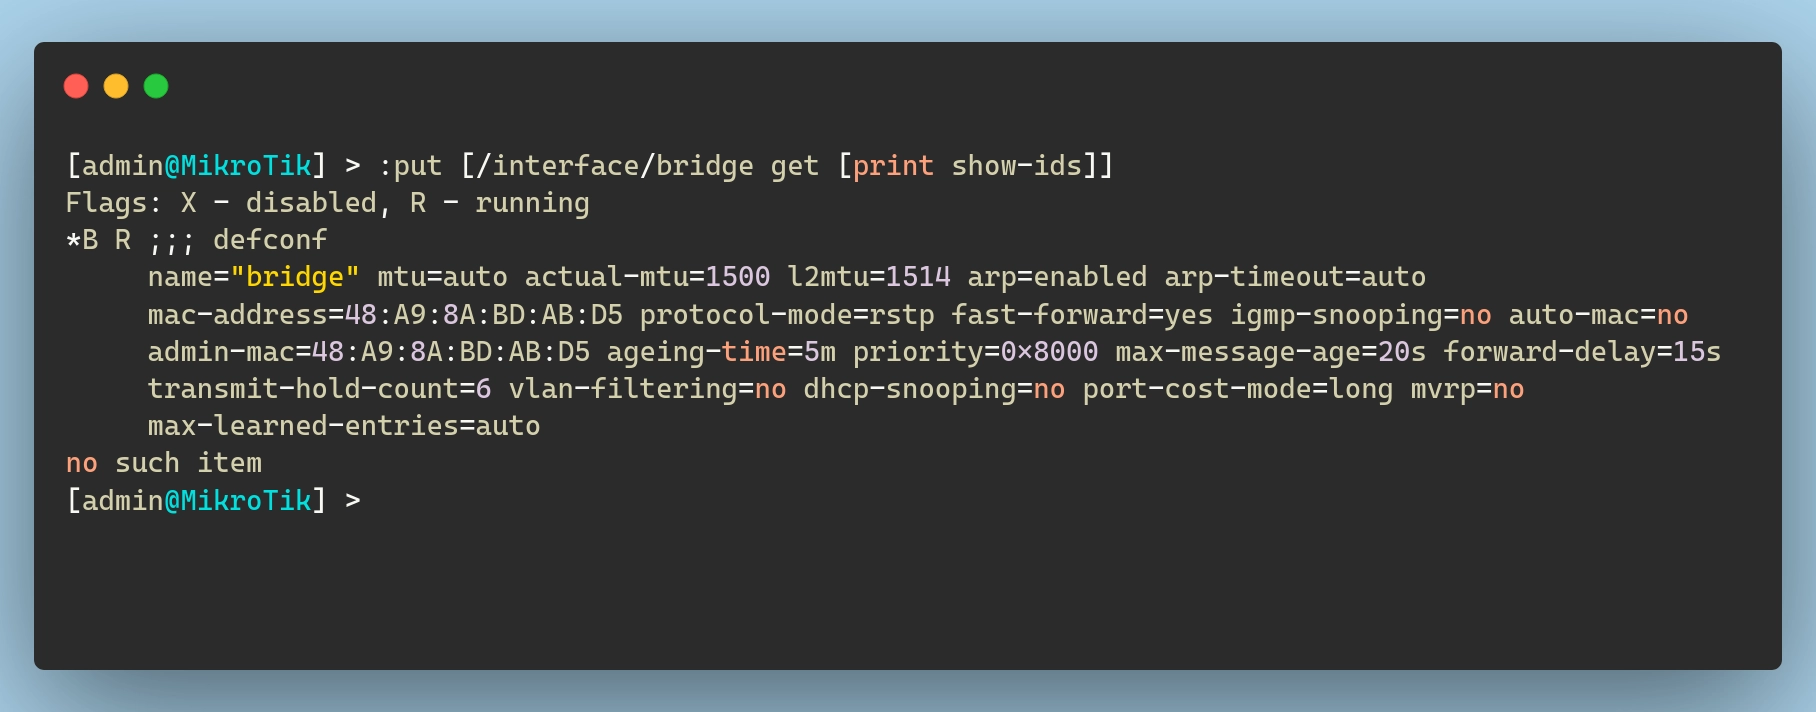 [admin@MikroTik] > :put [/interface/bridge get [print show-ids]]
Flags: X - disabled, R - running
*B R ;;; defconf
     name="bridge" mtu=auto actual-mtu=1500 l2mtu=1514 arp=enabled arp-timeout=auto
     mac-address=48:A9:8A:BD:AB:D5 protocol-mode=rstp fast-forward=yes igmp-snooping=no auto-mac=no
     admin-mac=48:A9:8A:BD:AB:D5 ageing-time=5m priority=0x8000 max-message-age=20s forward-delay=15s
     transmit-hold-count=6 vlan-filtering=no dhcp-snooping=no port-cost-mode=long mvrp=no
     max-learned-entries=auto
no such item
[admin@MikroTik] >